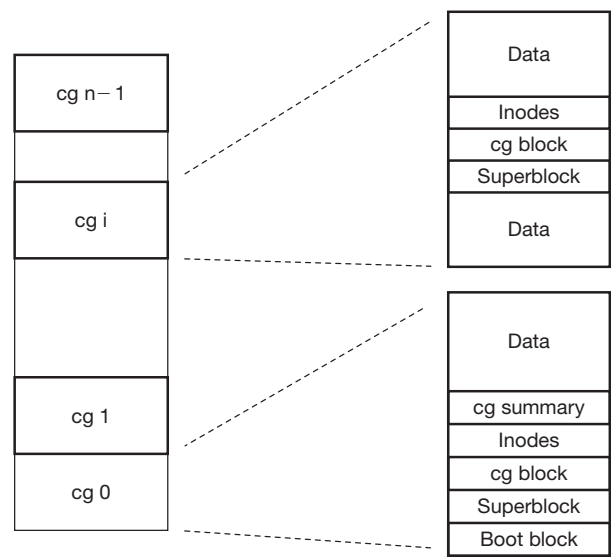 cg n−1
cg i
cg 1
cg 0
Data
Inodes
cg block
Superblock
Data
Data
cg summary
Inodes
cg block
Superblock
Boot block